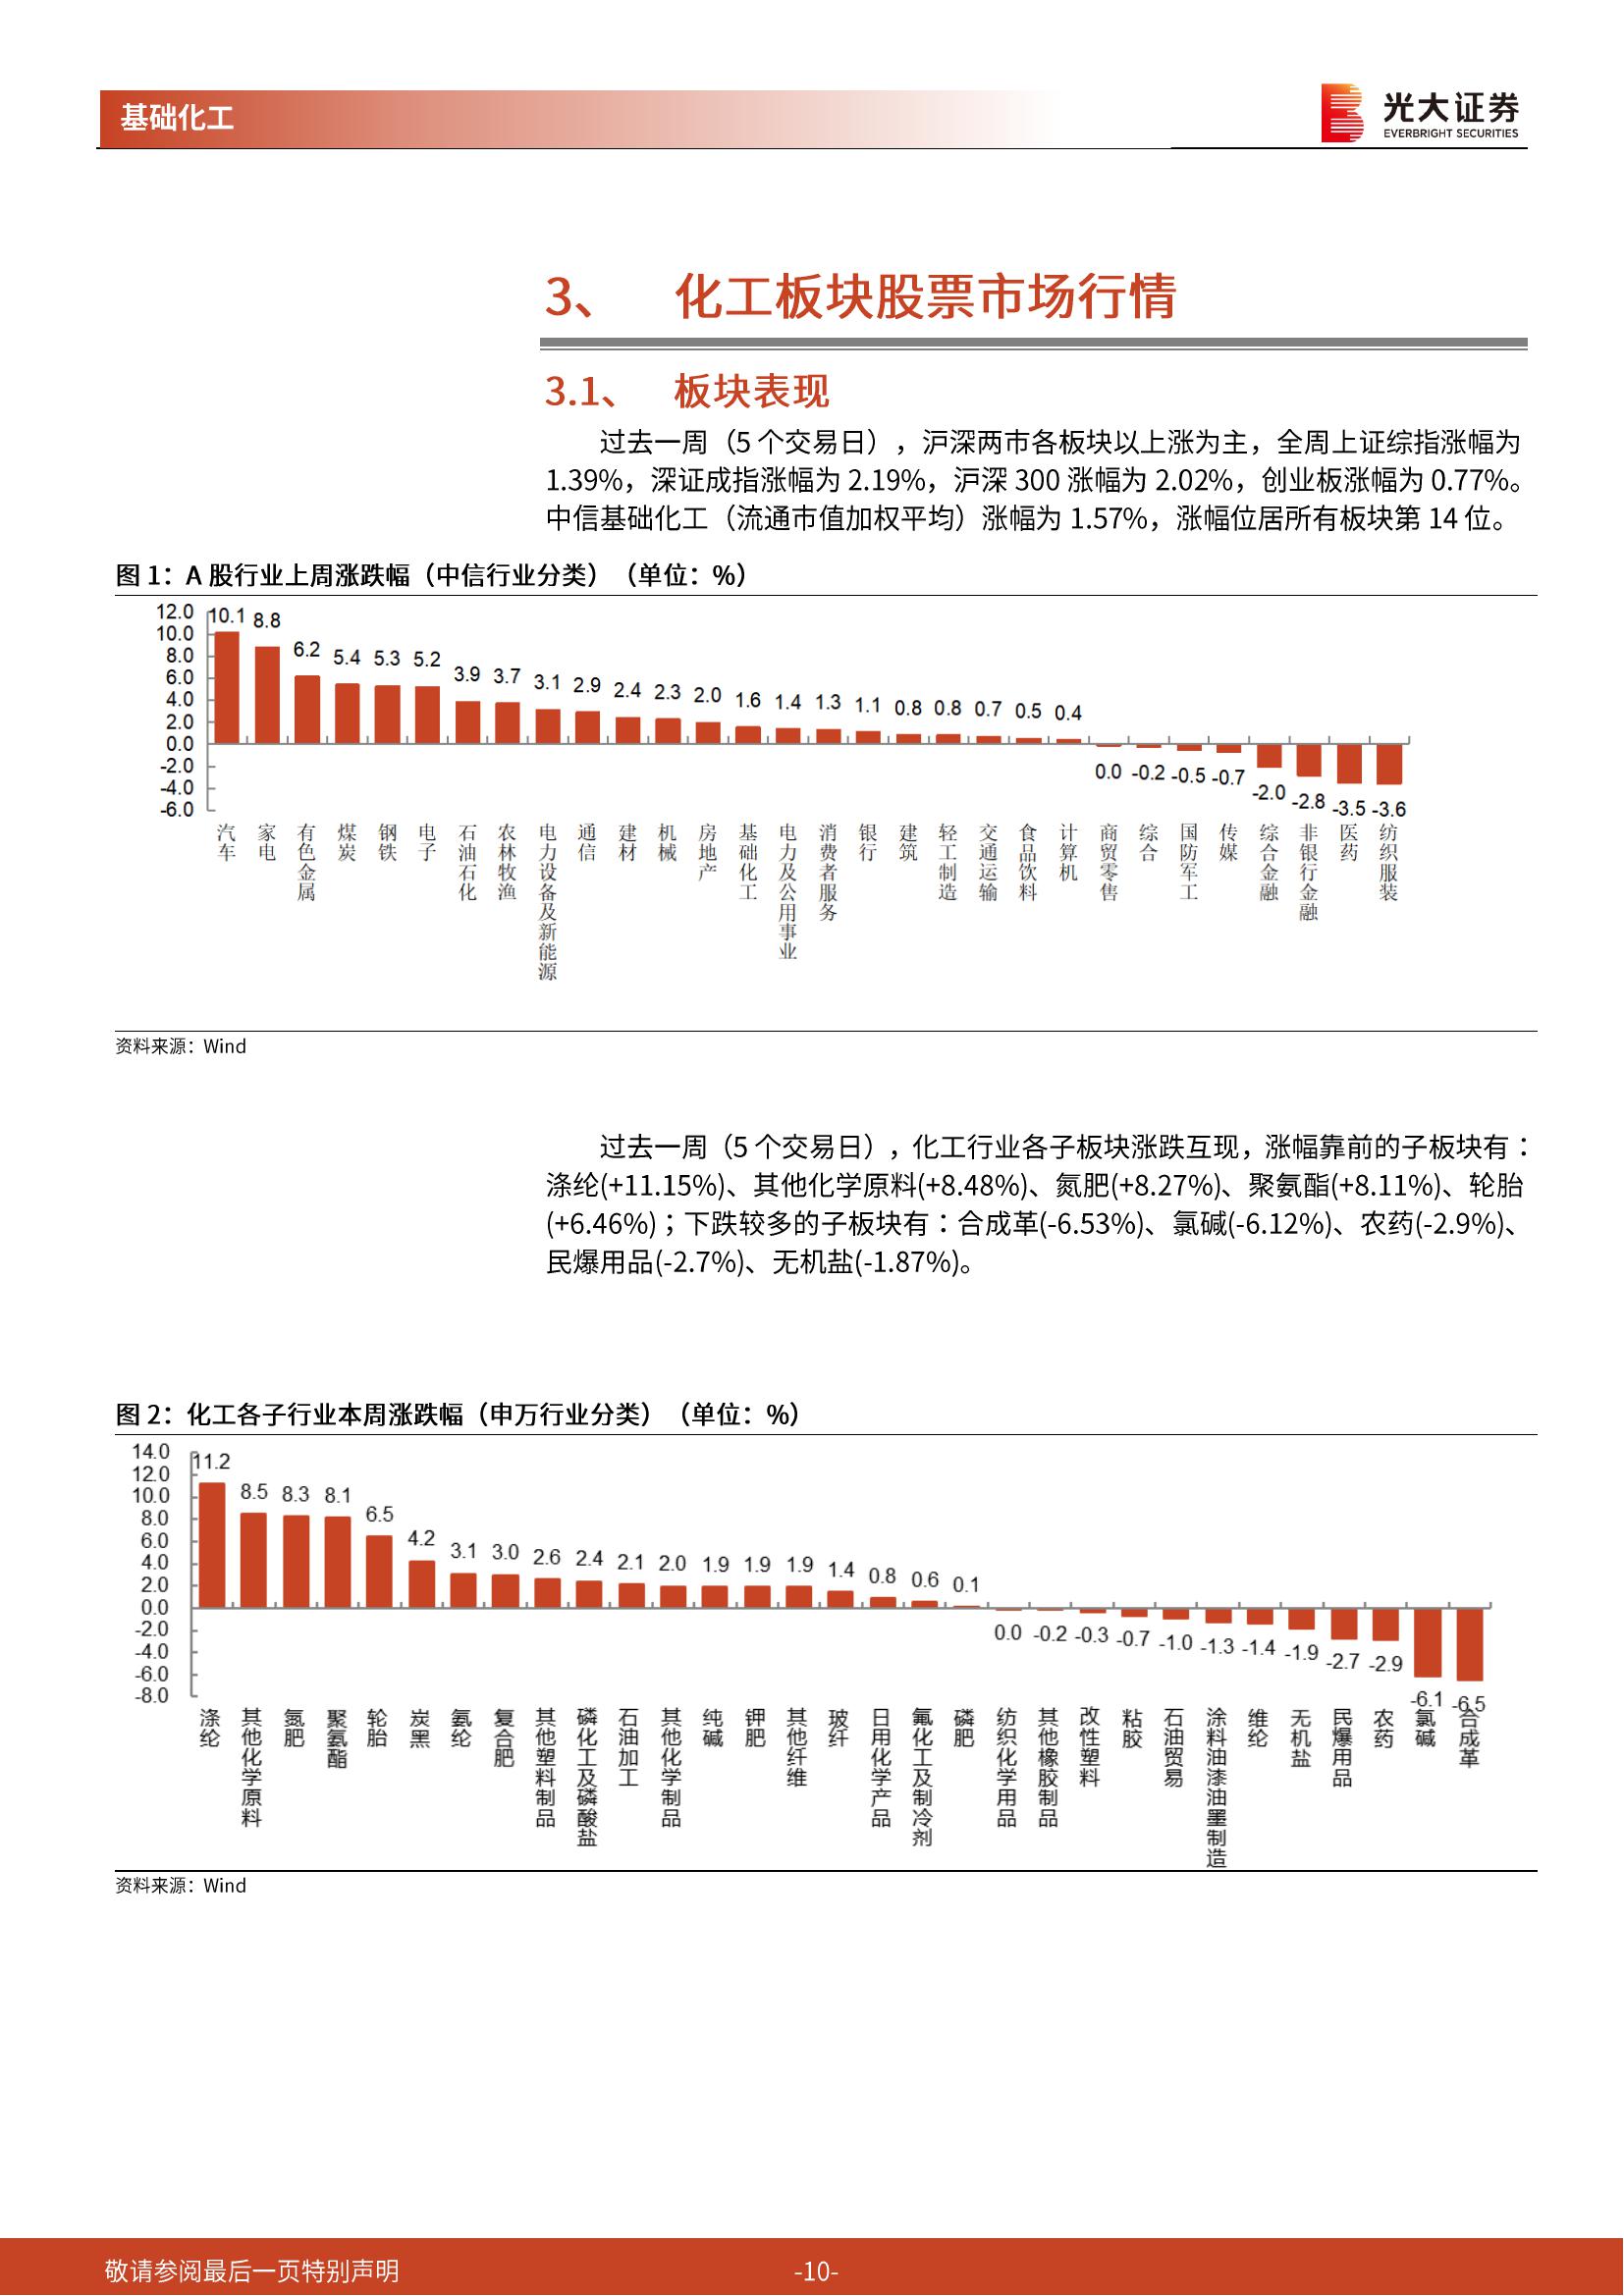 基础化工
光大证券
EVERBRIGHT SECURITIES
3、 化工板块股票市场行情
3.1、 板块表现
过去一周（5 个交易日），沪深两市各板块以上涨为主，全周上证综指涨幅为
1.39%，深证成指涨幅为 2.19%，沪深 300 涨幅为 2.02%，创业板涨幅为 0.77%。
中信基础化工（流通市值加权平均）涨幅为 1.57%，涨幅位居所有板块第 14 位。
图 1：A 股行业上周涨跌幅（中信行业分类）（单位：%）
12.0
10.0
8.0
6.0
4.0
2.0
0.0
-2.0
-4.0
-6.0
10.1 8.8 6.2 5.4 5.3 5.2 3.9 3.7 3.1 2.9 2.4 2.3 2.0 1.6 1.4 1.3 1.1 0.8 0.8 0.7 0.5 0.4 0.0 -0.2 -0.5 -0.7 -2.0 -2.8 -3.5 -3.6
汽车
家电
有色金属
煤炭
钢铁
电子
石油石化
农林牧渔
电力设备及新能源
通信
建材
机械
房地产
基础化工
电力及公用事业
消费者服务
银行
建筑
轻工制造
交通运输
食品饮料
计算机
商贸零售
综合
国防军工
传媒
综合金融
非银行金融
医药
纺织服装
资料来源：Wind
过去一周（5 个交易日），化工行业各子板块涨跌互现，涨幅靠前的子板块有：
涤纶(+11.15%)、其他化学原料(+8.48%)、氮肥(+8.27%)、聚氨酯(+8.11%)、轮胎
(+6.46%)；下跌较多的子板块有：合成革(-6.53%)、氯碱(-6.12%)、农药(-2.9%)、
民爆用品(-2.7%)、无机盐(-1.87%)。
图 2：化工各子行业本周涨跌幅（申万行业分类）（单位：%）
14.0
12.0
10.0
8.0
6.0
4.0
2.0
0.0
-2.0
-4.0
-6.0
-8.0
11.2 8.5 8.3 8.1 6.5 4.2 3.1 3.0 2.6 2.4 2.1 2.0 1.9 1.9 1.9 1.4 0.8 0.6 0.1 0.0 -0.2 -0.3 -0.7 -1.0 -1.3 -1.4 -1.9 -2.7 -2.9 -6.1 -6.5
涤纶
其他化学原料
氮肥
聚氨酯
轮胎
炭黑
氨纶
复合肥
其他塑料制品
磷化工及磷酸盐
石油加工
其他化学制品
纯碱
钾肥
其他纤维
玻纤
日用化学产品
氟化工及制冷剂
磷肥
纺织化学用品
其他橡胶制品
改性塑料
粘胶
石油贸易
涂料油漆油墨制造
维纶
无机盐
民爆用品
农药
氯碱
合成革
资料来源：Wind
敬请参阅最后一页特别声明
-10-